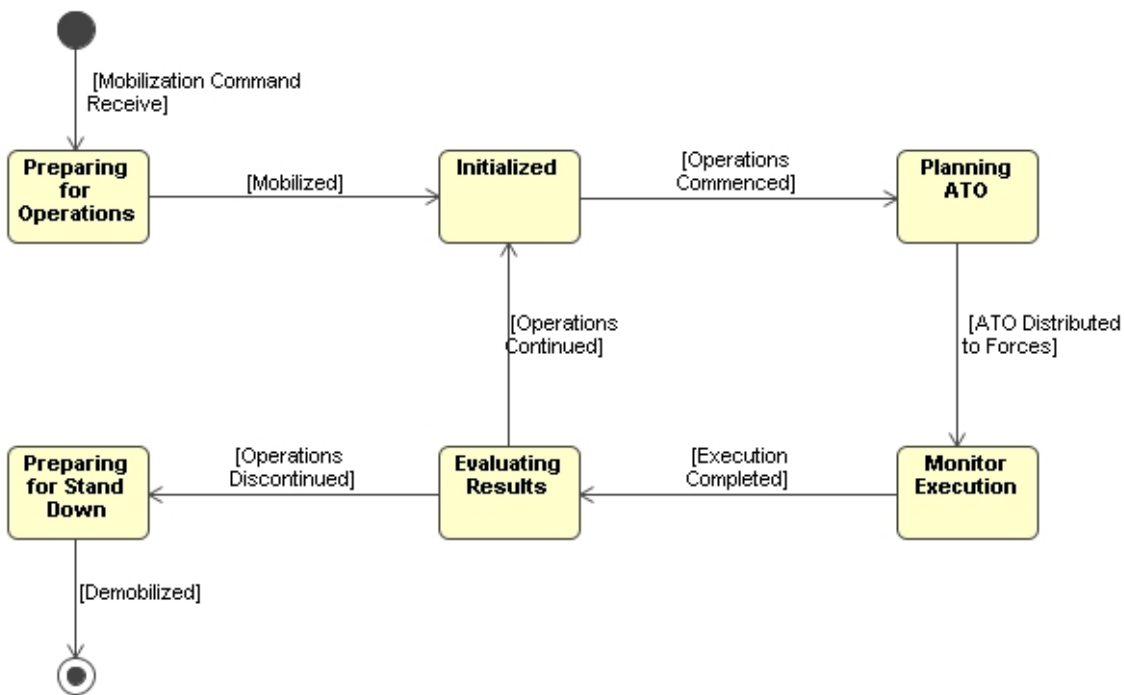 [Mobilization Command
Receive]
Preparing
for
Operations
[Mobilized]
Initialized
[Operations
Commenced]
Planning
ATO
[Operations
Continued]
[ATO Distributed
to Forces]
Preparing
for Stand
Down
[Operations
Discontinued]
Evaluating
Results
[Execution
Completed]
Monitor
Execution
[Demobilized]